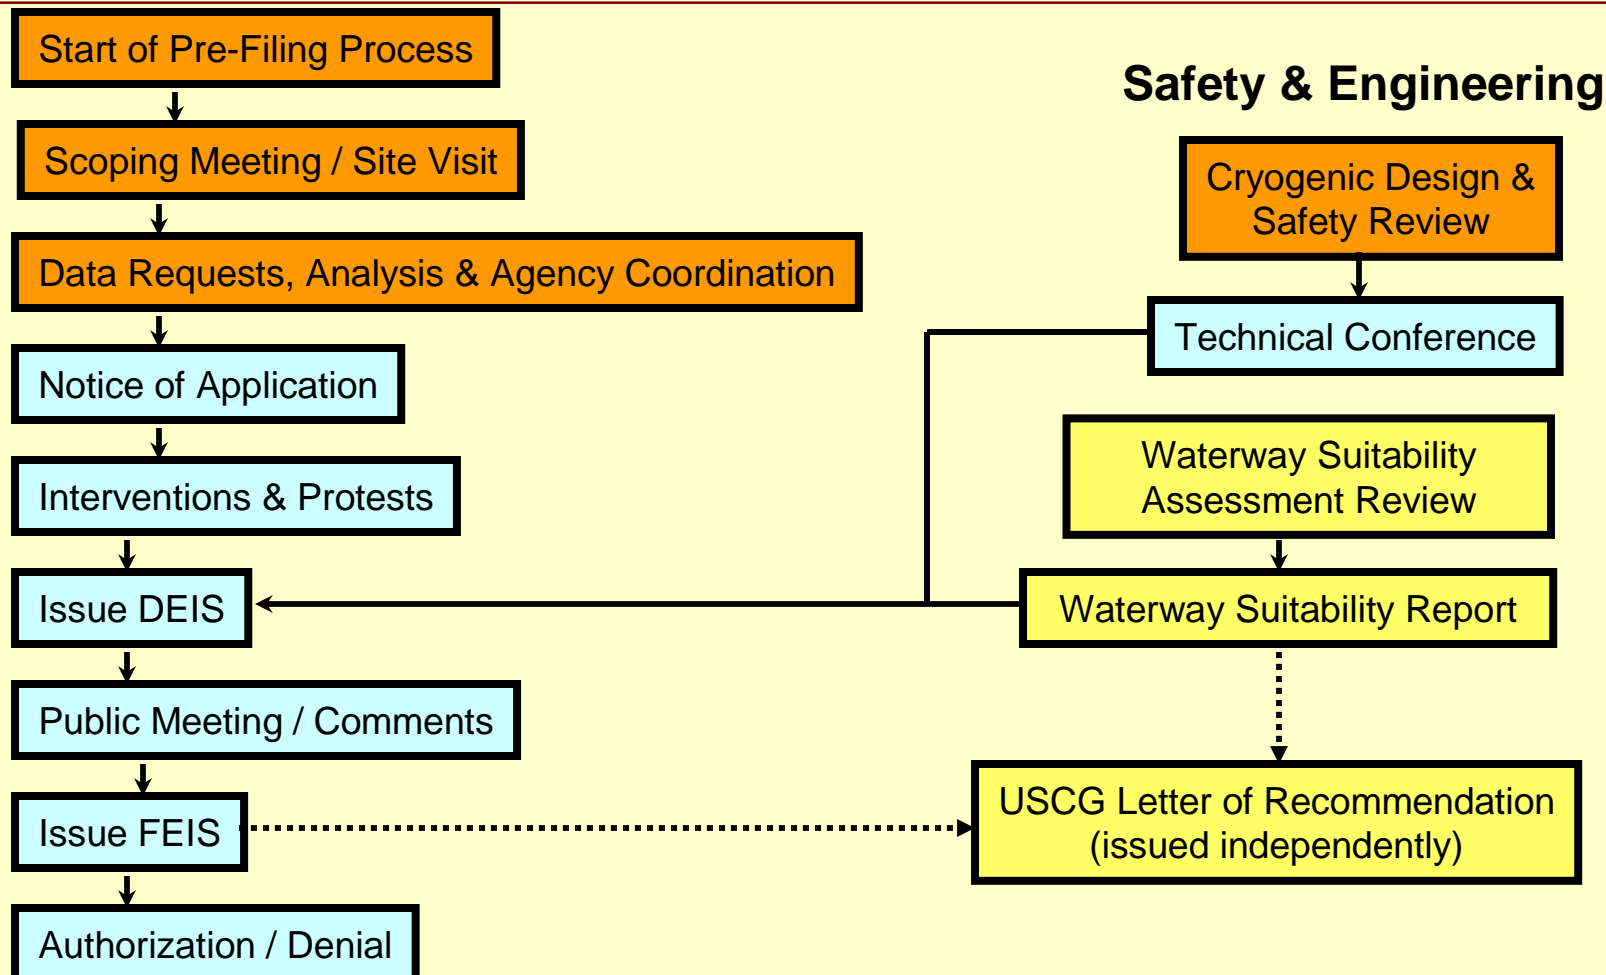 Start of Pre-Filing Process
Scoping Meeting / Site Visit
Data Requests, Analysis & Agency Coordination
Notice of Application
Interventions & Protests
Issue DEIS
Public Meeting / Comments
Issue FEIS
Authorization / Denial
Safety & Engineering
Cryogenic Design &
Safety Review
Technical Conference
Waterway Suitability
Assessment Review
Waterway Suitability Report
USCG Letter of Recommendation
(issued independently)